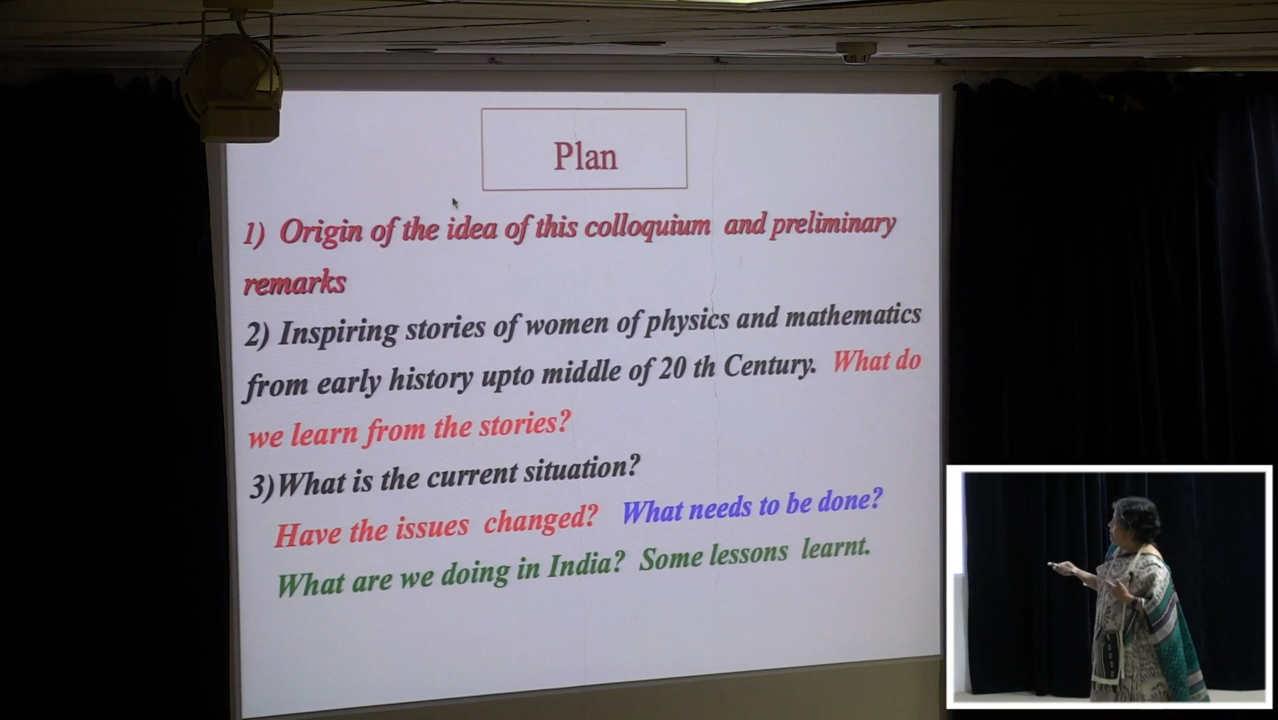 Plan
1) Origin of the idea of this colloquium and preliminary
remarks
2) Inspiring stories of women of physics and mathematics
from early history upto middle of 20 th Century. What do
we learn from the stories?
3)What is the current situation?
Have the issues changed? What needs to be done?
What are we doing in India? Some lessons learnt.